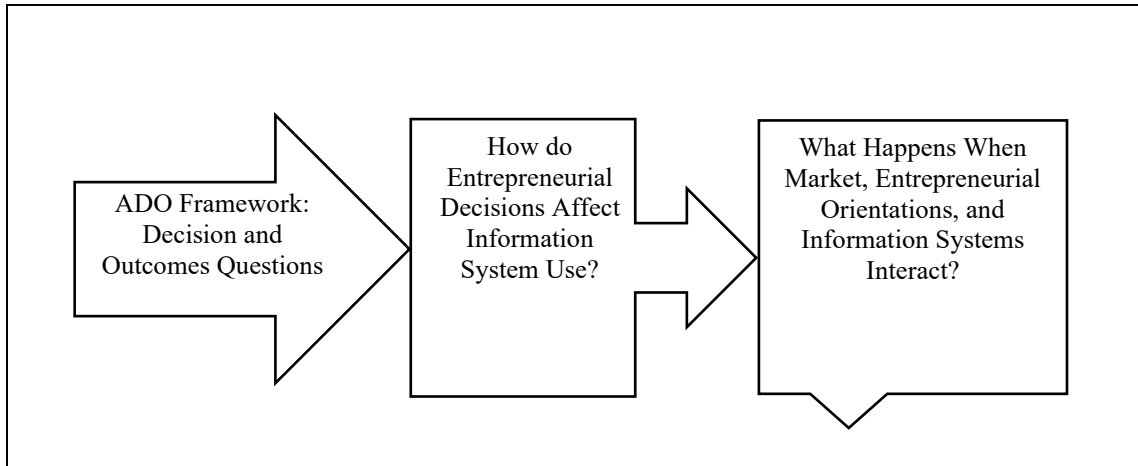 ADO Framework:
Decision and
Outcomes Questions
How do
Entrepreneurial
Decisions Affect
Information
System Use?
What Happens When
Market, Entrepreneurial
Orientations, and
Information Systems
Interact?